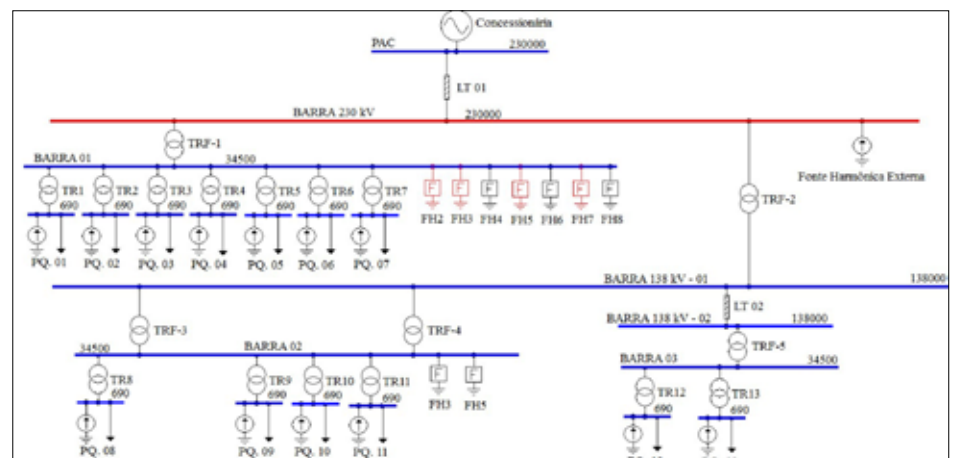 Concessionária
PAC 230000
LT 01
BARRA 230 kV 230000
TRF-1
BARRA 01 34500
Fonte Harmônica Externa
TR1 TR2 TR3 TR4 TR5 TR6 TR7
TRF-2
690 690 690 690 690 690 690
FH2 FH3 FH4 FH5 FH6 FH7 FH8
PQ. 01 PQ. 02 PQ. 03 PQ. 04 PQ. 05 PQ. 06 PQ. 07
BARRA 138 kV - 01 138000
LT 02
BARRA 138 kV - 02 138000
TRF-3 TRF-4
TRF-5
34500 BARRA 02
BARRA 03 34500
TR8 TR9 TR10 TR11
TR12 TR13
690 690 690 690
FH3 FH5
690 690
PQ. 08 PQ. 09 PQ. 10 PQ. 11